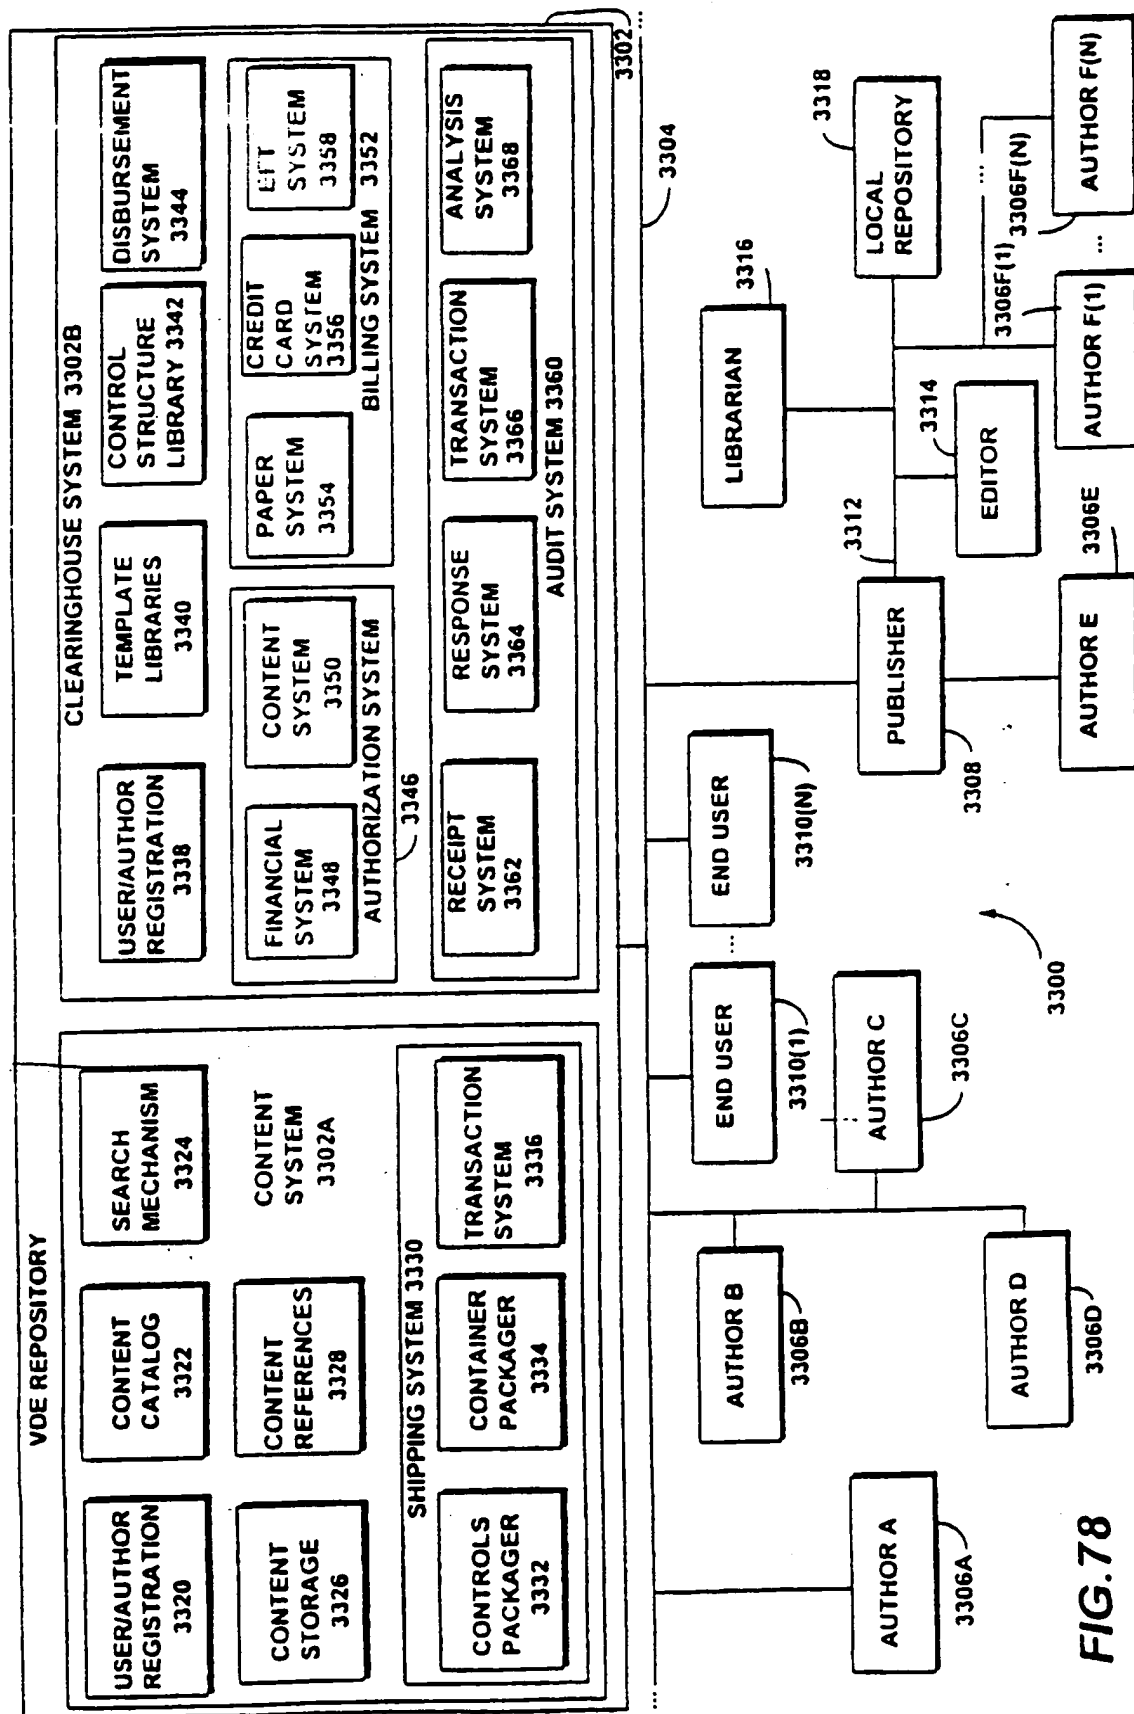 VDE REPOSITORY
3302
USER/AUTHOR
REGISTRATION
3320
CONTENT
CATALOG
3322
SEARCH
MECHANISM
3324
CONTENT
STORAGE
3326
CONTENT
REFERENCES
3328
CONTENT
SYSTEM
3302A
SHIPPING SYSTEM 3330
CONTROLS
PACKAGER
3332
CONTAINER
PACKAGER
3334
TRANSACTION
SYSTEM
3336
CLEARINGHOUSE SYSTEM 3302B
USER/AUTHOR
REGISTRATION
3338
TEMPLATE
LIBRARIES
3340
CONTROL
STRUCTURE
LIBRARY 3342
DISBURSEMENT
SYSTEM
3344
FINANCIAL
SYSTEM
3348
CONTENT
SYSTEM
3350
AUTHORIZATION SYSTEM
3346
PAPER
SYSTEM
3354
CREDIT
CARD
SYSTEM
3356
EFT
SYSTEM
3358
BILLING SYSTEM 3352
RECEIPT
SYSTEM
3362
RESPONSE
SYSTEM
3364
TRANSACTION
SYSTEM
3366
ANALYSIS
SYSTEM
3368
AUDIT SYSTEM 3360
...
...
3304
AUTHOR A
3306A
AUTHOR B
3306B
AUTHOR C
3306C
AUTHOR D
3306D
END USER
3310(1)
...
END USER
3310(N)
PUBLISHER
3308
3312
AUTHOR E
3306E
EDITOR
3314
LIBRARIAN
3316
LOCAL
REPOSITORY
3318
AUTHOR F(1)
3306F(1)
...
...
AUTHOR F(N)
3306F(N)
3300
FIG.78